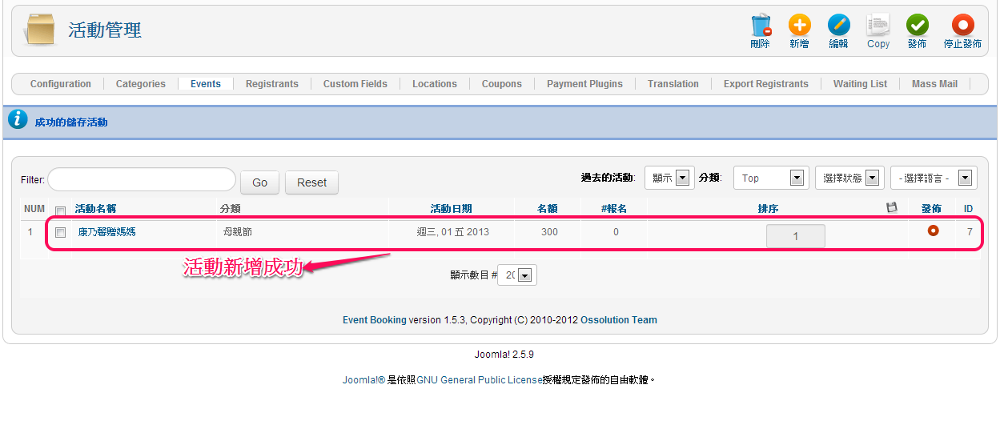 活動管理
刪除 新增 編輯 Copy 發佈 停止發佈
Configuration Categories Events Registrants Custom Fields Locations Coupons Payment Plugins Translation Export Registrants Waiting List Mass Mail
成功的儲存活動
Filter: Go Reset 過去的活動: 顯示 分類: Top 選擇狀態 - 選擇語言 -
NUM 活動名稱 分類 活動日期 名額 #報名 排序 發佈 ID
1 康乃馨贈媽媽 母親節 週三, 01 五 2013 300 0 1 7
活動新增成功
顯示數目 # 20
Event Booking version 1.5.3, Copyright (C) 2010-2012 Ossolution Team
Joomla! 2.5.9
Joomla!® 是依照GNU General Public License授權規定發佈的自由軟體。